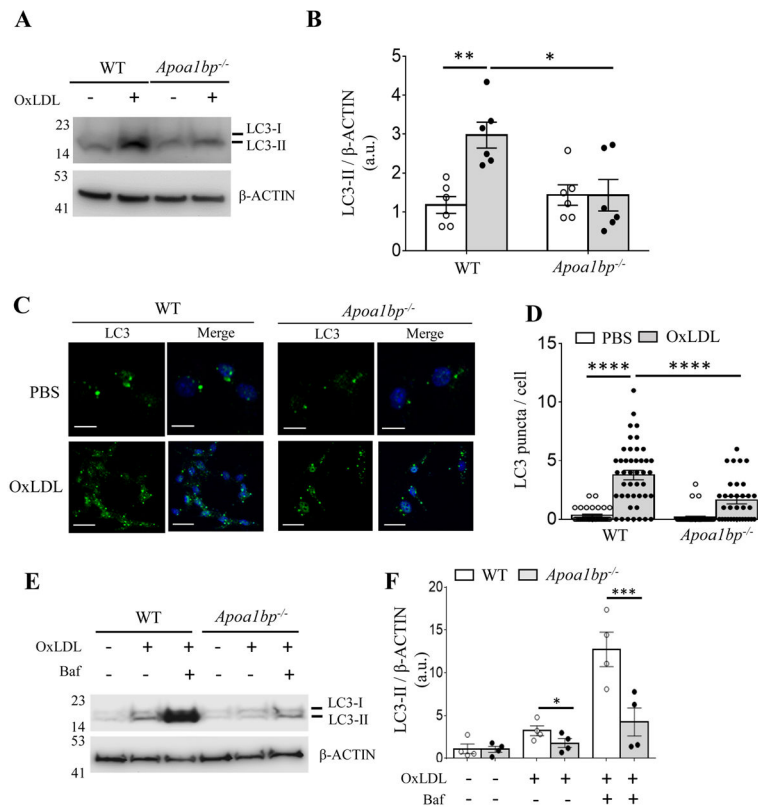 A
WT Apoa1bp-/-
OxLDL - + - +
23
LC3-I
LC3-II
14
53
β-ACTIN
41
B
LC3-II / β-ACTIN
(a.u.)
5
4
3
2
1
0
** *
WT Apoa1bp-/-
C
WT Apoa1bp-/-
LC3 Merge LC3 Merge
PBS
OxLDL
D
PBS OxLDL
LC3 puncta / cell
15
10
5
0
**** ****
WT Apoa1bp-/-
E
WT Apoa1bp-/-
OxLDL - + + - + +
Baf + +
23
LC3-I
LC3-II
14
53
β-ACTIN
41
F
WT Apoa1bp-/-
LC3-II / β-ACTIN
(a.u.)
20
15
10
5
0
* ***
OxLDL - - + + + +
Baf - - - - + +